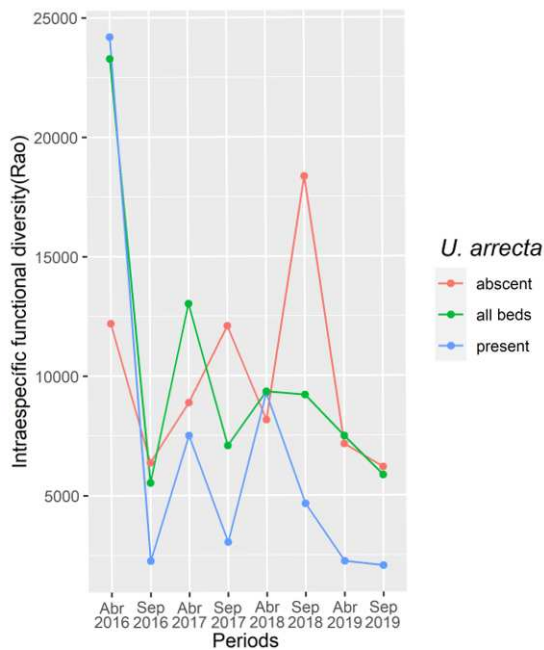 25000
20000
15000
10000
5000
Intraespecific functional diversity(Rao)
Abr Sep Abr Sep Abr Sep Abr Sep
2016 2016 2017 2017 2018 2018 2019 2019
Periods
U. arrecta
abscent
all beds
present